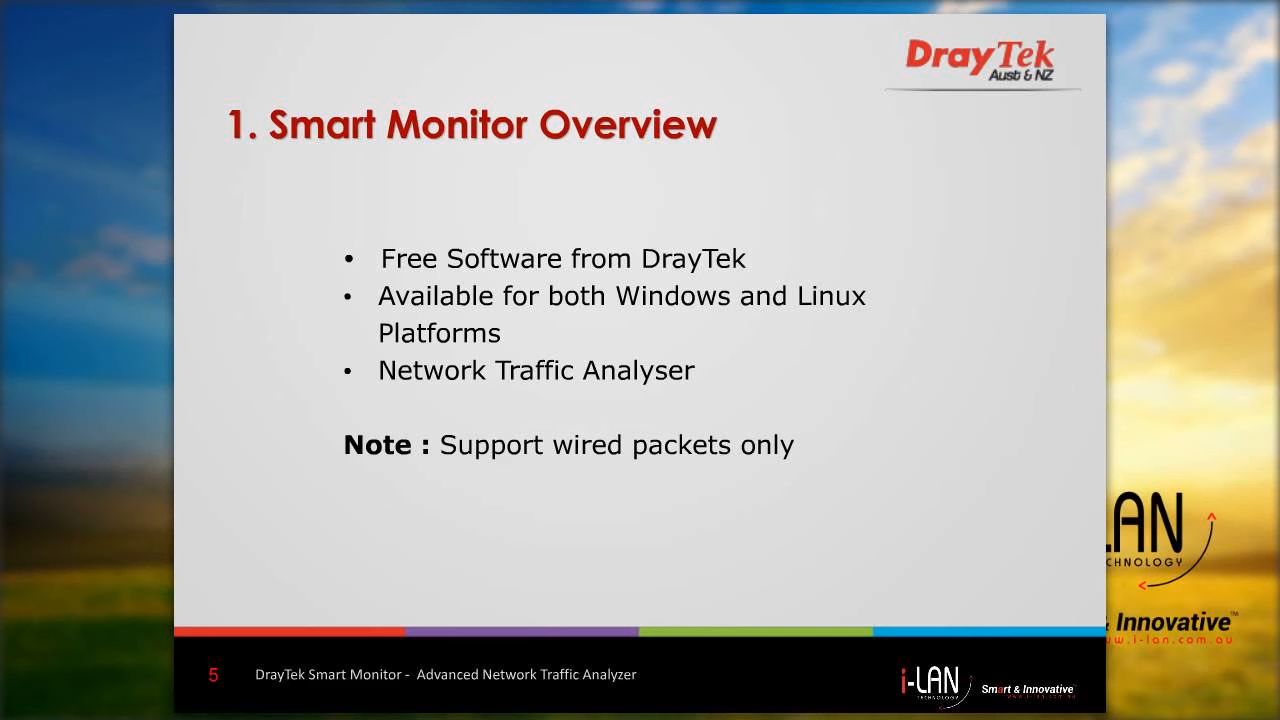 DrayTek
Aust & NZ
1. Smart Monitor Overview
• Free Software from DrayTek
• Available for both Windows and Linux
Platforms
• Network Traffic Analyser
Note : Support wired packets only
LAN
CHNOLOGY
& Innovative™
w.i-lan.com.au
5 DrayTek Smart Monitor - Advanced Network Traffic Analyzer
i-LAN
TECHNOLOGY
Smart & Innovative